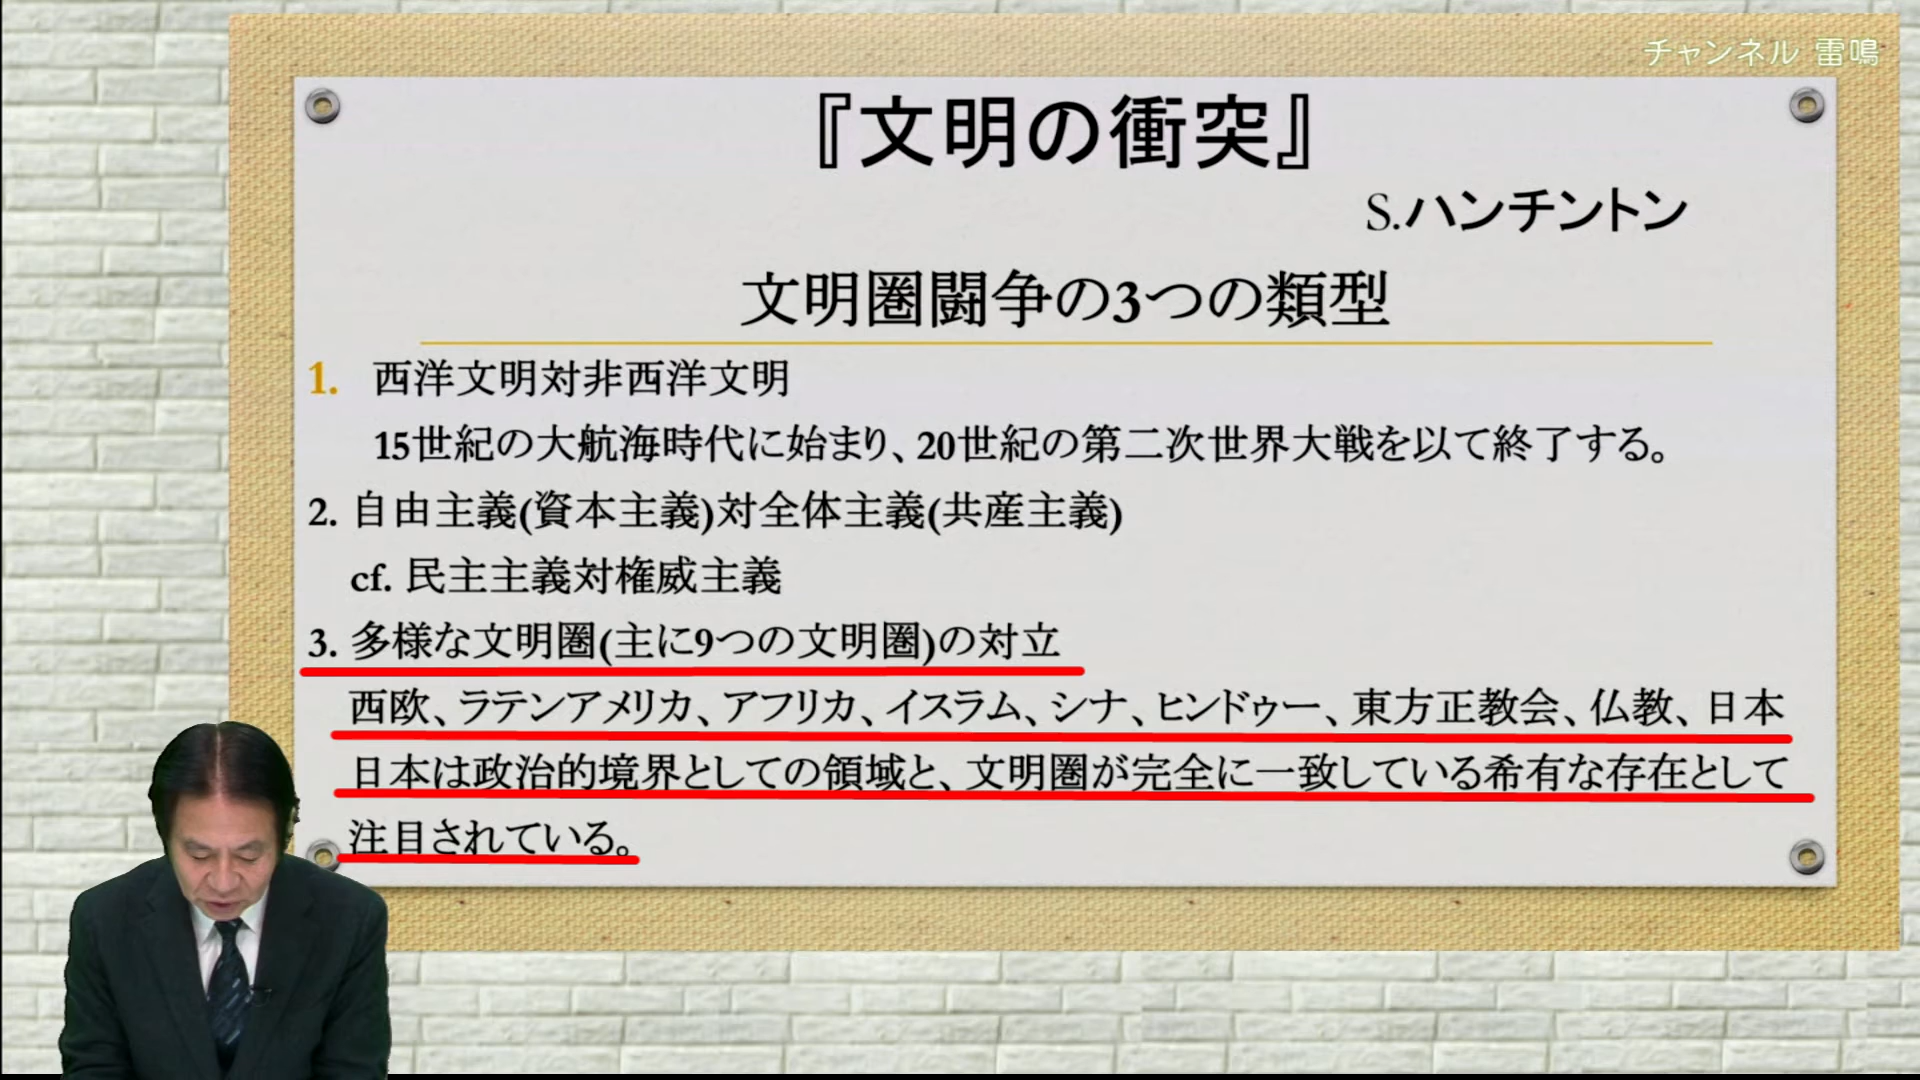 チャンネル 雷鳴
『文明の衝突』
S.ハンチントン
文明圏闘争の3つの類型
1. 西洋文明対非西洋文明
15世紀の大航海時代に始まり、20世紀の第二次世界大戦を以て終了する。
2. 自由主義(資本主義)対全体主義(共産主義)
cf. 民主主義対権威主義
3. 多様な文明圏(主に9つの文明圏)の対立
西欧、ラテンアメリカ、アフリカ、イスラム、シナ、ヒンドゥー、東方正教会、仏教、日本
日本は政治的境界としての領域と、文明圏が完全に一致している希有な存在として
注目されている。